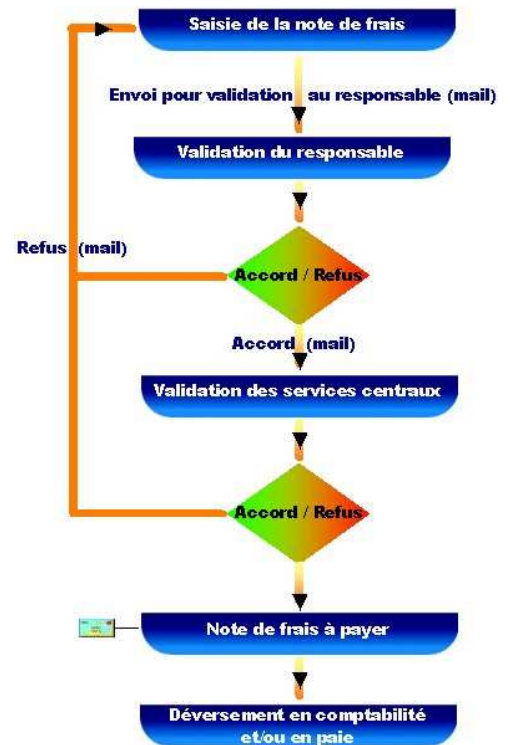 Saisie de la note de frais
Envoi pour validation au responsable (mail)
Validation du responsable
Refus (mail)
Accord / Refus
Accord (mail)
Validation des services centraux
Accord / Refus
Note de frais à payer
Déversement en comptabilité
et/ou en paie